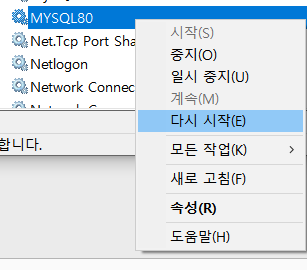 MYSQL80
Net.Tcp Port Sha
Netlogon
Network Connec
합니다.
시작(S)
중지(O)
일시 중지(U)
계속(M)
다시 시작(E)
모든 작업(K)
새로 고침(F)
속성(R)
도움말(H)